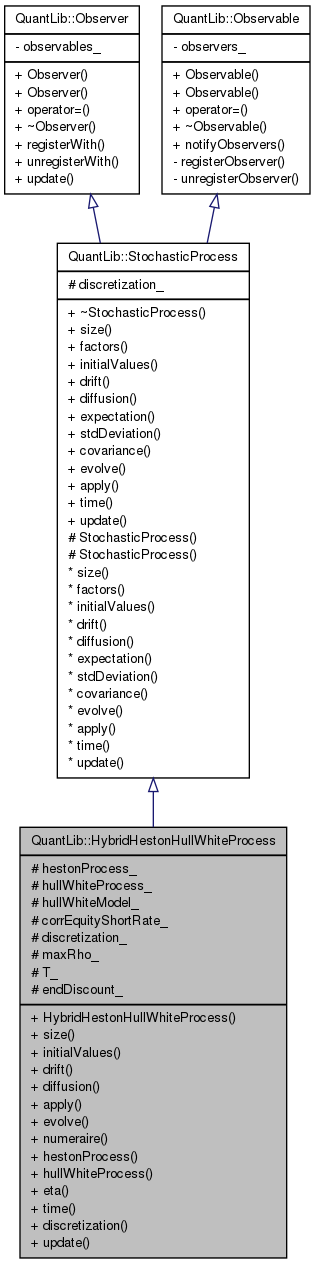 QuantLib::Observer
- observables_
+ Observer()
+ Observer()
+ operator=()
+ ~Observer()
+ registerWith()
+ unregisterWith()
+ update()
QuantLib::Observable
- observers_
+ Observable()
+ Observable()
+ operator=()
+ ~Observable()
+ notifyObservers()
- registerObserver()
- unregisterObserver()
QuantLib::StochasticProcess
# discretization_
+ ~StochasticProcess()
+ size()
+ factors()
+ initialValues()
+ drift()
+ diffusion()
+ expectation()
+ stdDeviation()
+ covariance()
+ evolve()
+ apply()
+ time()
+ update()
# StochasticProcess()
# StochasticProcess()
* size()
* factors()
* initialValues()
* drift()
* diffusion()
* expectation()
* stdDeviation()
* covariance()
* evolve()
* apply()
* time()
* update()
QuantLib::HybridHestonHullWhiteProcess
# hestonProcess_
# hullWhiteProcess_
# hullWhiteModel_
# corrEquityShortRate_
# discretization_
# maxRho_
# T_
# endDiscount_
+ HybridHestonHullWhiteProcess()
+ size()
+ initialValues()
+ drift()
+ diffusion()
+ apply()
+ evolve()
+ numeraire()
+ hestonProcess()
+ hullWhiteProcess()
+ eta()
+ time()
+ discretization()
+ update()